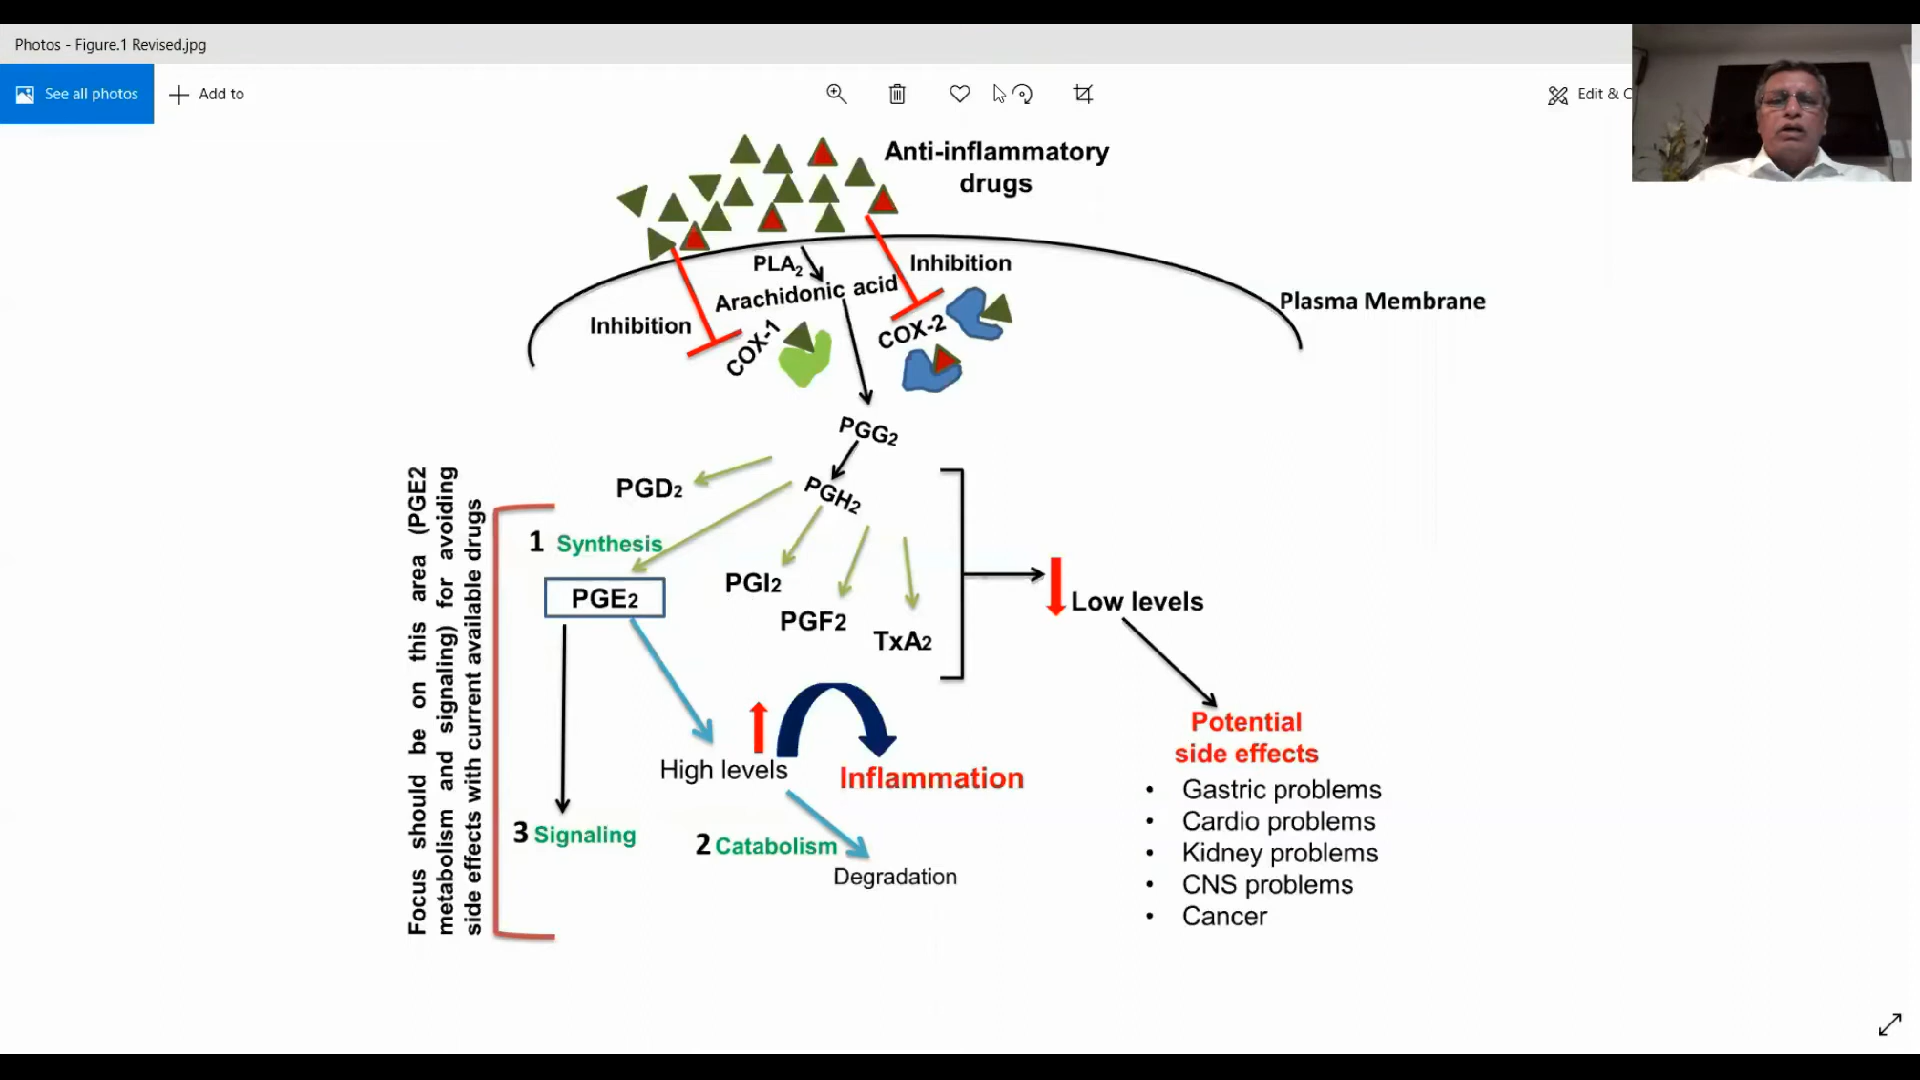 Photos - Figure.1 Revised.jpg
See all photos
Add to
Edit & C
Anti-inflammatory
drugs
PLA2
Inhibition
Arachidonic acid
Plasma Membrane
Inhibition
COX-1
COX-2
PGG2
PGD2
PGH2
1 Synthesis
PGE2
PGI2
PGF2
TxA2
Low levels
High levels
Inflammation
3 Signaling
2 Catabolism
Degradation
Potential
side effects
• Gastric problems
• Cardio problems
• Kidney problems
• CNS problems
• Cancer
Focus should be on this area (PGE2
metabolism and signaling) for avoiding
side effects with current available drugs